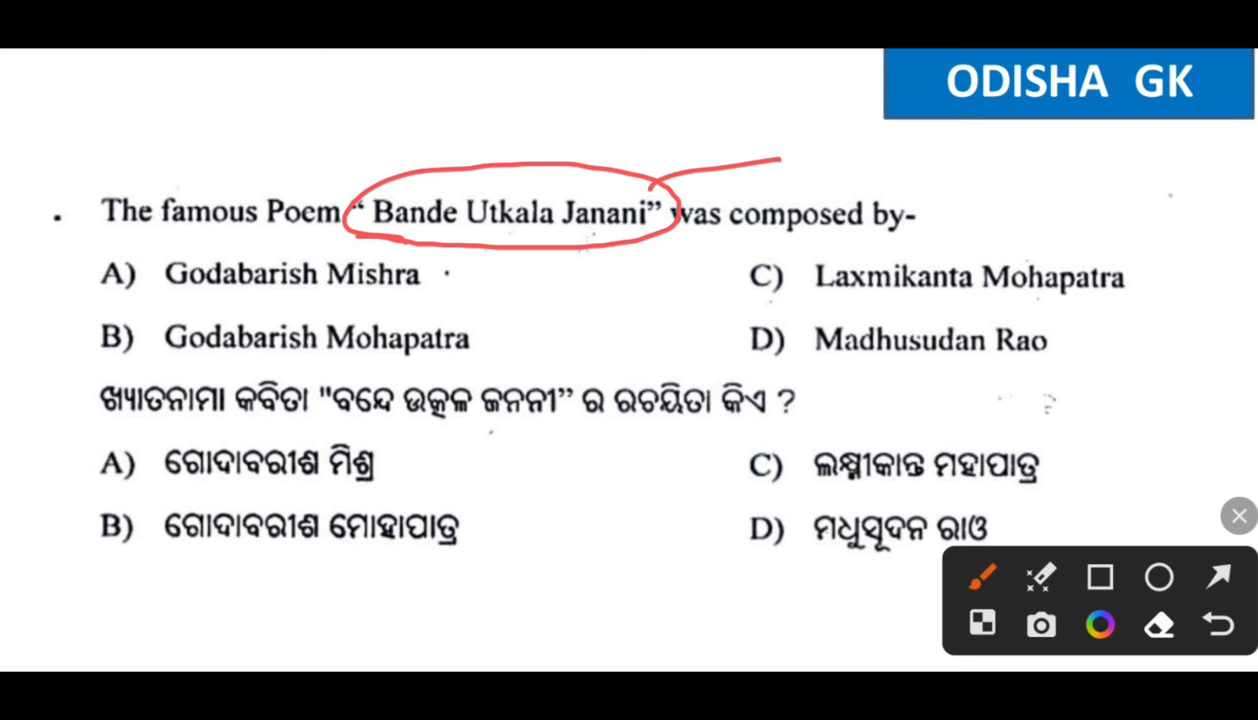 ODISHA GK
. The famous Poem “ Bande Utkala Janani” was composed by-
A) Godabarish Mishra
C) Laxmikanta Mohapatra
B) Godabarish Mohapatra
D) Madhusudan Rao
ଖ୍ୟାତନାମା କବିତା "ବନ୍ଦେ ଉତ୍କଳ ଜନନୀ” ର ରଚୟିତା କିଏ ?
A) ଗୋଦାବରୀଶ ମିଶ୍ର
C) ଲକ୍ଷ୍ମୀକାନ୍ତ ମହାପାତ୍ର
B) ଗୋଦାବରୀଶ ମୋହାପାତ୍ର
D) ମଧୁସୂଦନ ରାଓ